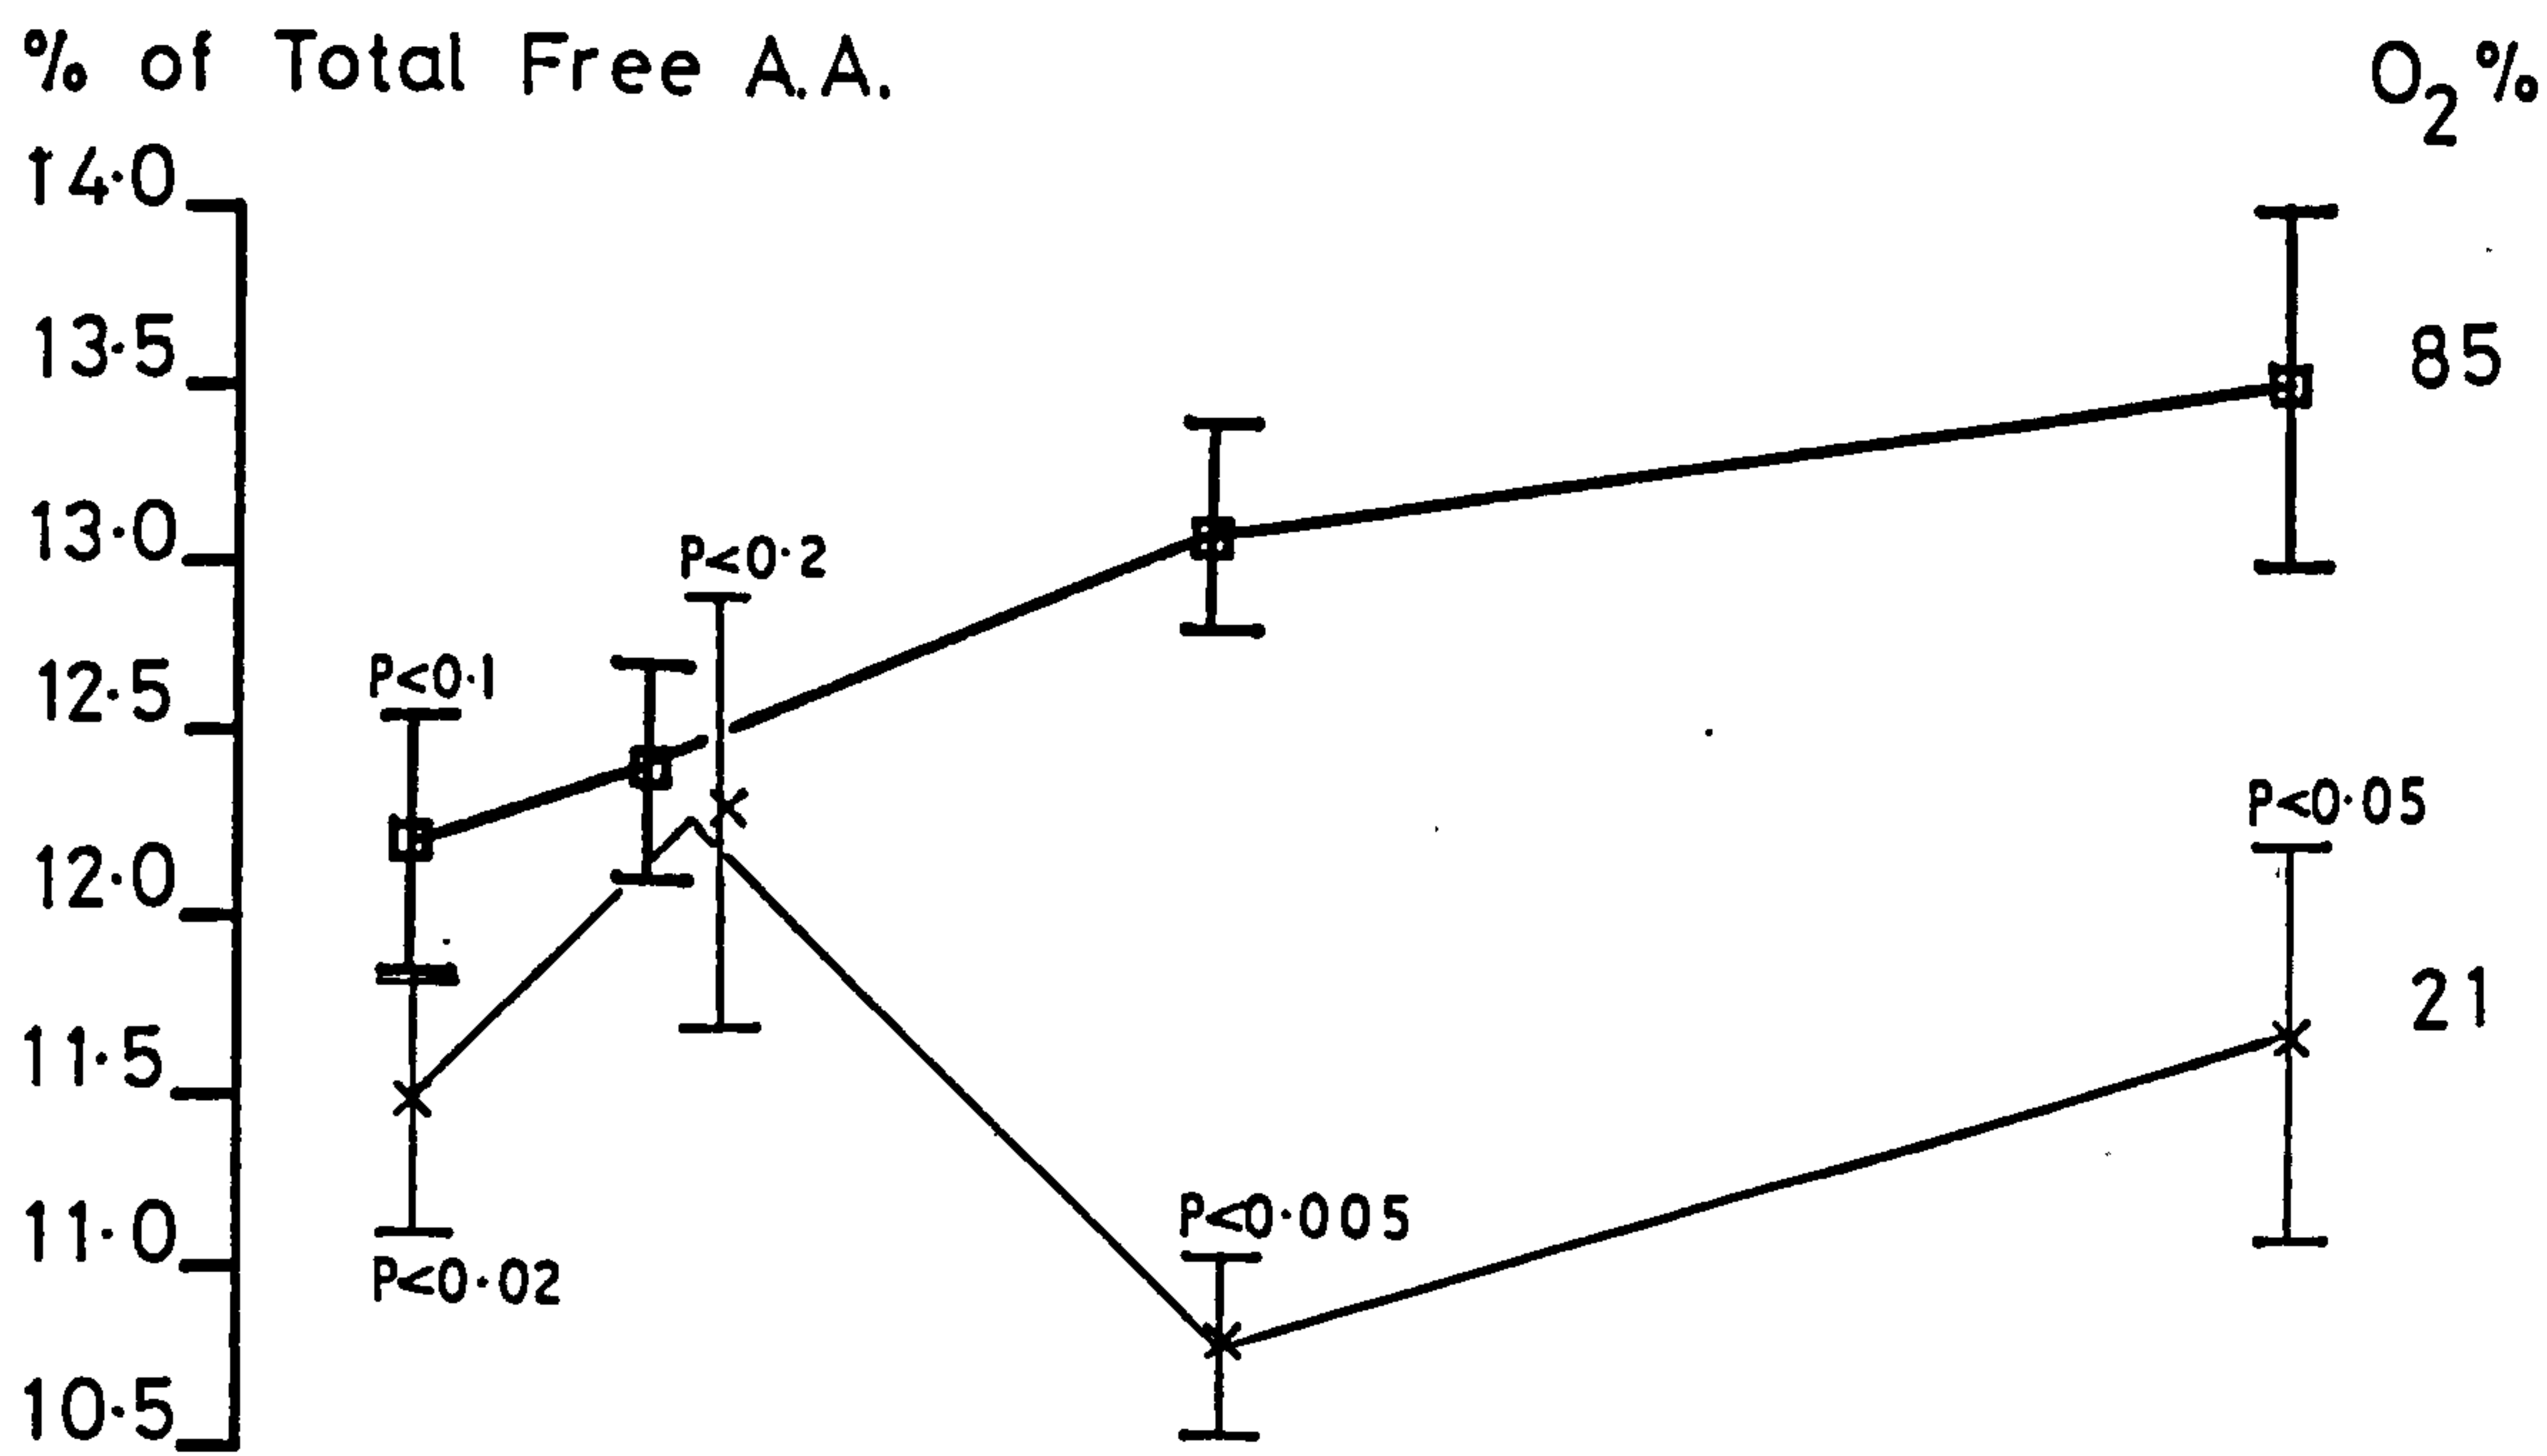 % of Total Free A.A.
O₂ %
14·0
13·5
85
13·0
P<0·2
12·5
P<0·1
P<0·05
12·0
21
11·5
11·0
P<0·005
P<0·02
10·5